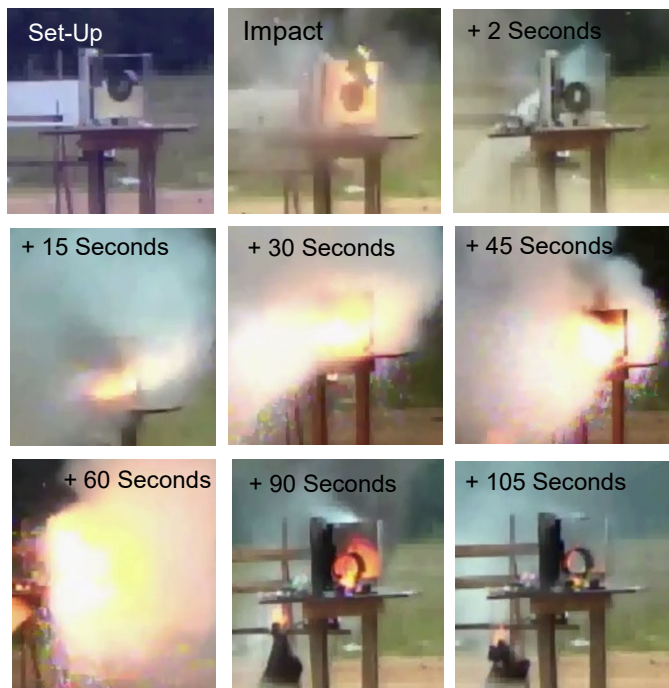 Set-Up
Impact
+ 2 Seconds
+ 15 Seconds
+ 30 Seconds
+ 45 Seconds
+ 60 Seconds
+ 90 Seconds
+ 105 Seconds